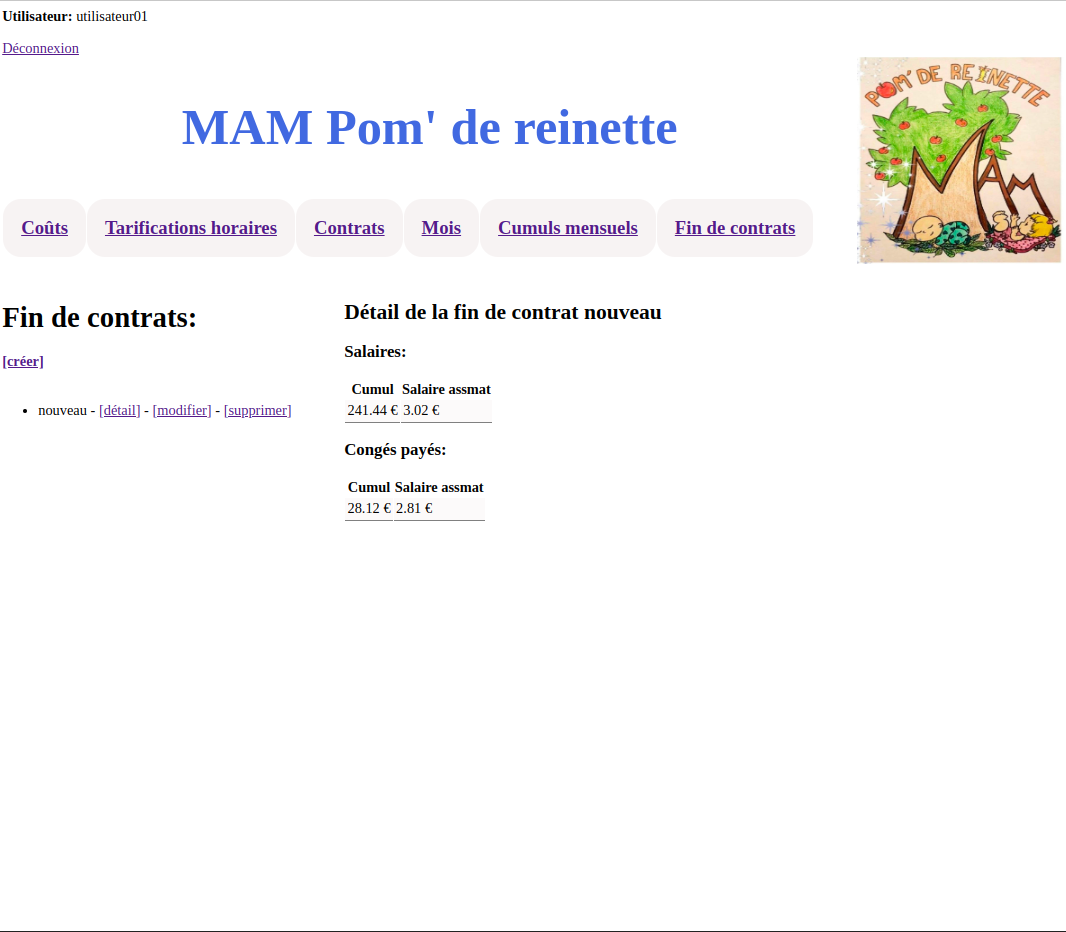 Utilisateur: utilisateur01
Déconnexion
MAM Pom' de reinette
POM' DE REINETTE
MAM
Coûts
Tarifications horaires
Contrats
Mois
Cumuls mensuels
Fin de contrats
Fin de contrats:
[créer]
nouveau - [détail] - [modifier] - [supprimer]
Détail de la fin de contrat nouveau
Salaires:
Cumul Salaire assmat
241.44 € 3.02 €
Congés payés:
Cumul Salaire assmat
28.12 € 2.81 €